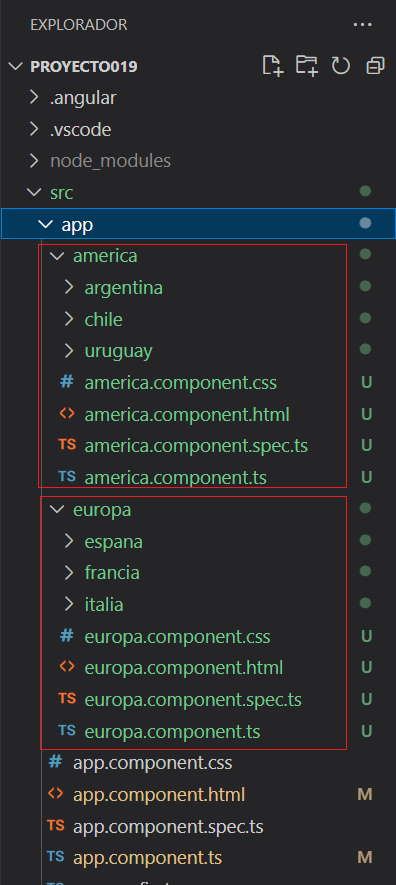 EXPLORADOR
PROYECTO019
.angular
.vscode
node_modules
src
app
america
argentina
chile
uruguay
# america.component.css U
<> america.component.html U
TS america.component.spec.ts U
TS america.component.ts U
europa
espana
francia
italia
# europa.component.css U
<> europa.component.html U
TS europa.component.spec.ts U
TS europa.component.ts U
# app.component.css
<> app.component.html M
TS app.component.spec.ts
TS app.component.ts M